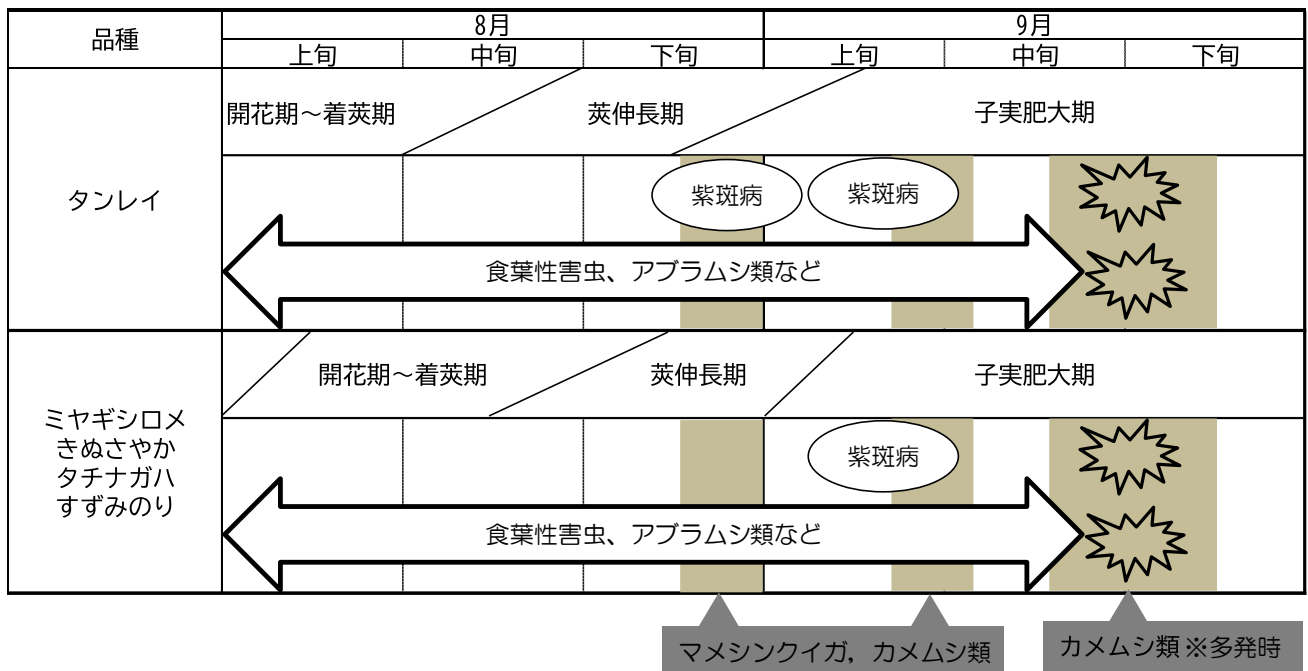 品種
8月
9月
上旬
中旬
下旬
上旬
中旬
下旬
タンレイ
開花期～着莢期
莢伸長期
子実肥大期
紫斑病
紫斑病
食葉性害虫、アブラムシ類など
ミヤギシロメ
きぬさやか
タチナガハ
すずみのり
開花期～着莢期
莢伸長期
子実肥大期
紫斑病
食葉性害虫、アブラムシ類など
マメシンクイガ，カメムシ類
カメムシ類※多発時